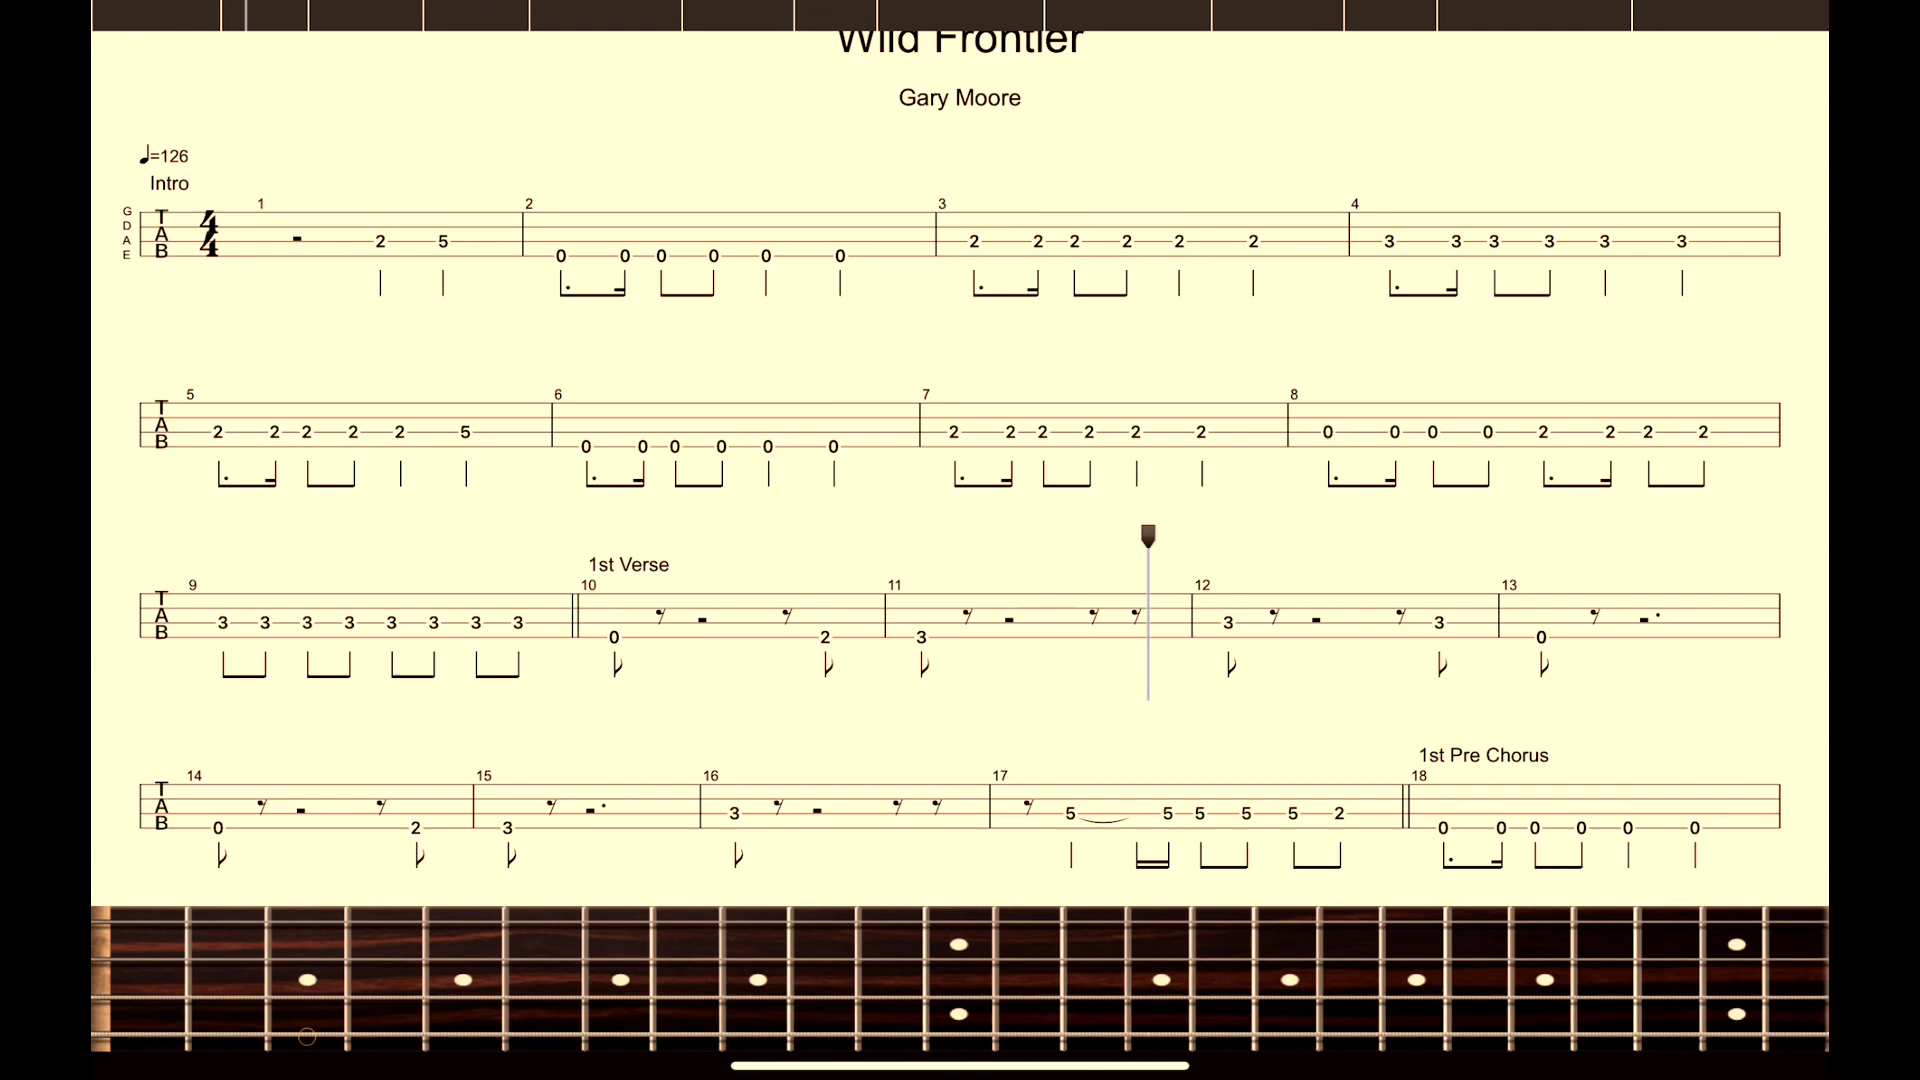 Wild Frontier
Gary Moore
♩=126
Intro
1 2 3 4
G D A E
T A B 4 4
2 5 0 0 0 0 0 0 2 2 2 2 2 2 3 3 3 3 3 3
5 6 7 8
T A B
2 2 2 2 2 5 0 0 0 0 0 0 2 2 2 2 2 2 0 0 0 0 2 2 2 2
1st Verse
9 10 11 12 13
T A B
3 3 3 3 3 3 3 3 0 2 3 3 3 0
1st Pre Chorus
14 15 16 17 18
T A B
0 2 3 3 5 5 5 5 5 2 0 0 0 0 0 0